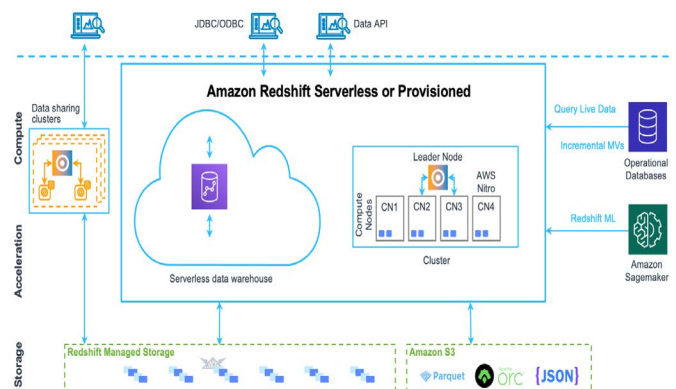 JDBC/ODBC
Data API
Amazon Redshift Serverless or Provisioned
Compute
Data sharing
clusters
Query Live Data
Incremental MVs
Operational
Databases
Leader Node
AWS
Nitro
Compute
Nodes
CN1
CN2
CN3
CN4
Redshift ML
Amazon
Sagemaker
Acceleration
Serverless data warehouse
Cluster
Storage
Redshift Managed Storage
Amazon S3
Parquet
orc
{JSON}